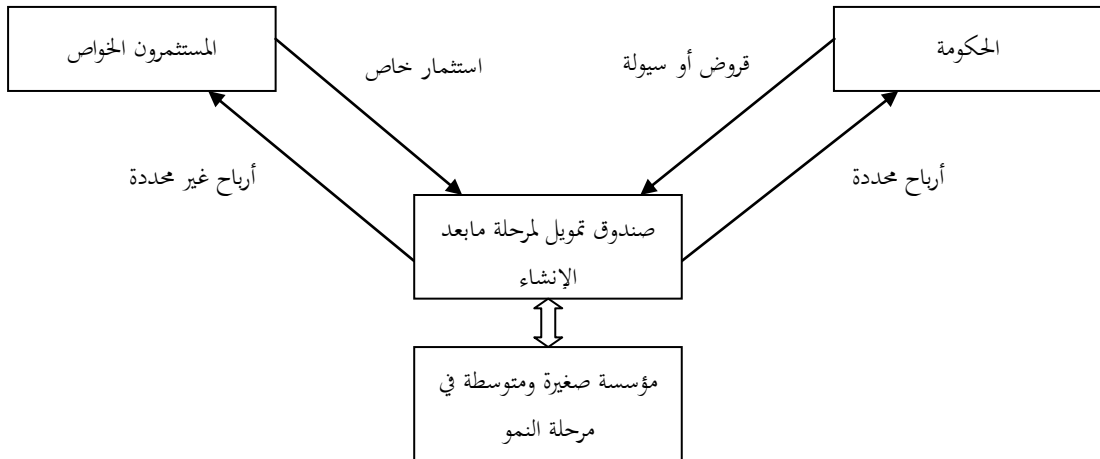 الحكومة
المستثمرون الخواص
قروض أو سيولة
استثمار خاص
أرباح محددة
أرباح غير محددة
صندوق تمويل لمرحلة مابعد
الإنشاء
مؤسسة صغيرة ومتوسطة في
مرحلة النمو